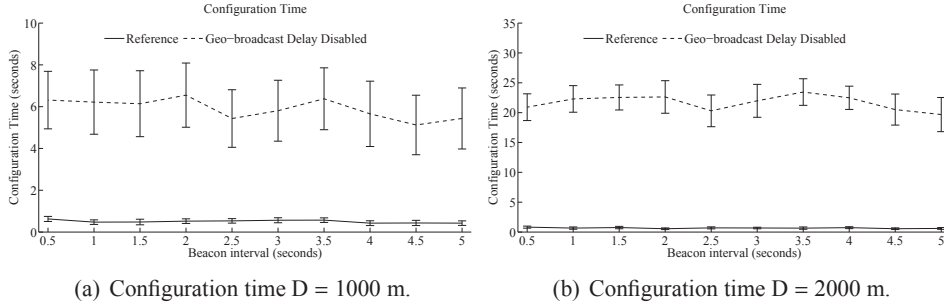 Configuration Time
Configuration Time (seconds)
10
8
6
4
2
0
Reference
Geo−broadcast Delay Disabled
0.5 1 1.5 2 2.5 3 3.5 4 4.5 5
Beacon interval (seconds)
(a) Configuration time D = 1000 m.
Configuration Time
Configuration Time (seconds)
35
30
25
20
15
10
5
0
Reference
Geo−broadcast Delay Disabled
0.5 1 1.5 2 2.5 3 3.5 4 4.5 5
Beacon interval (seconds)
(b) Configuration time D = 2000 m.